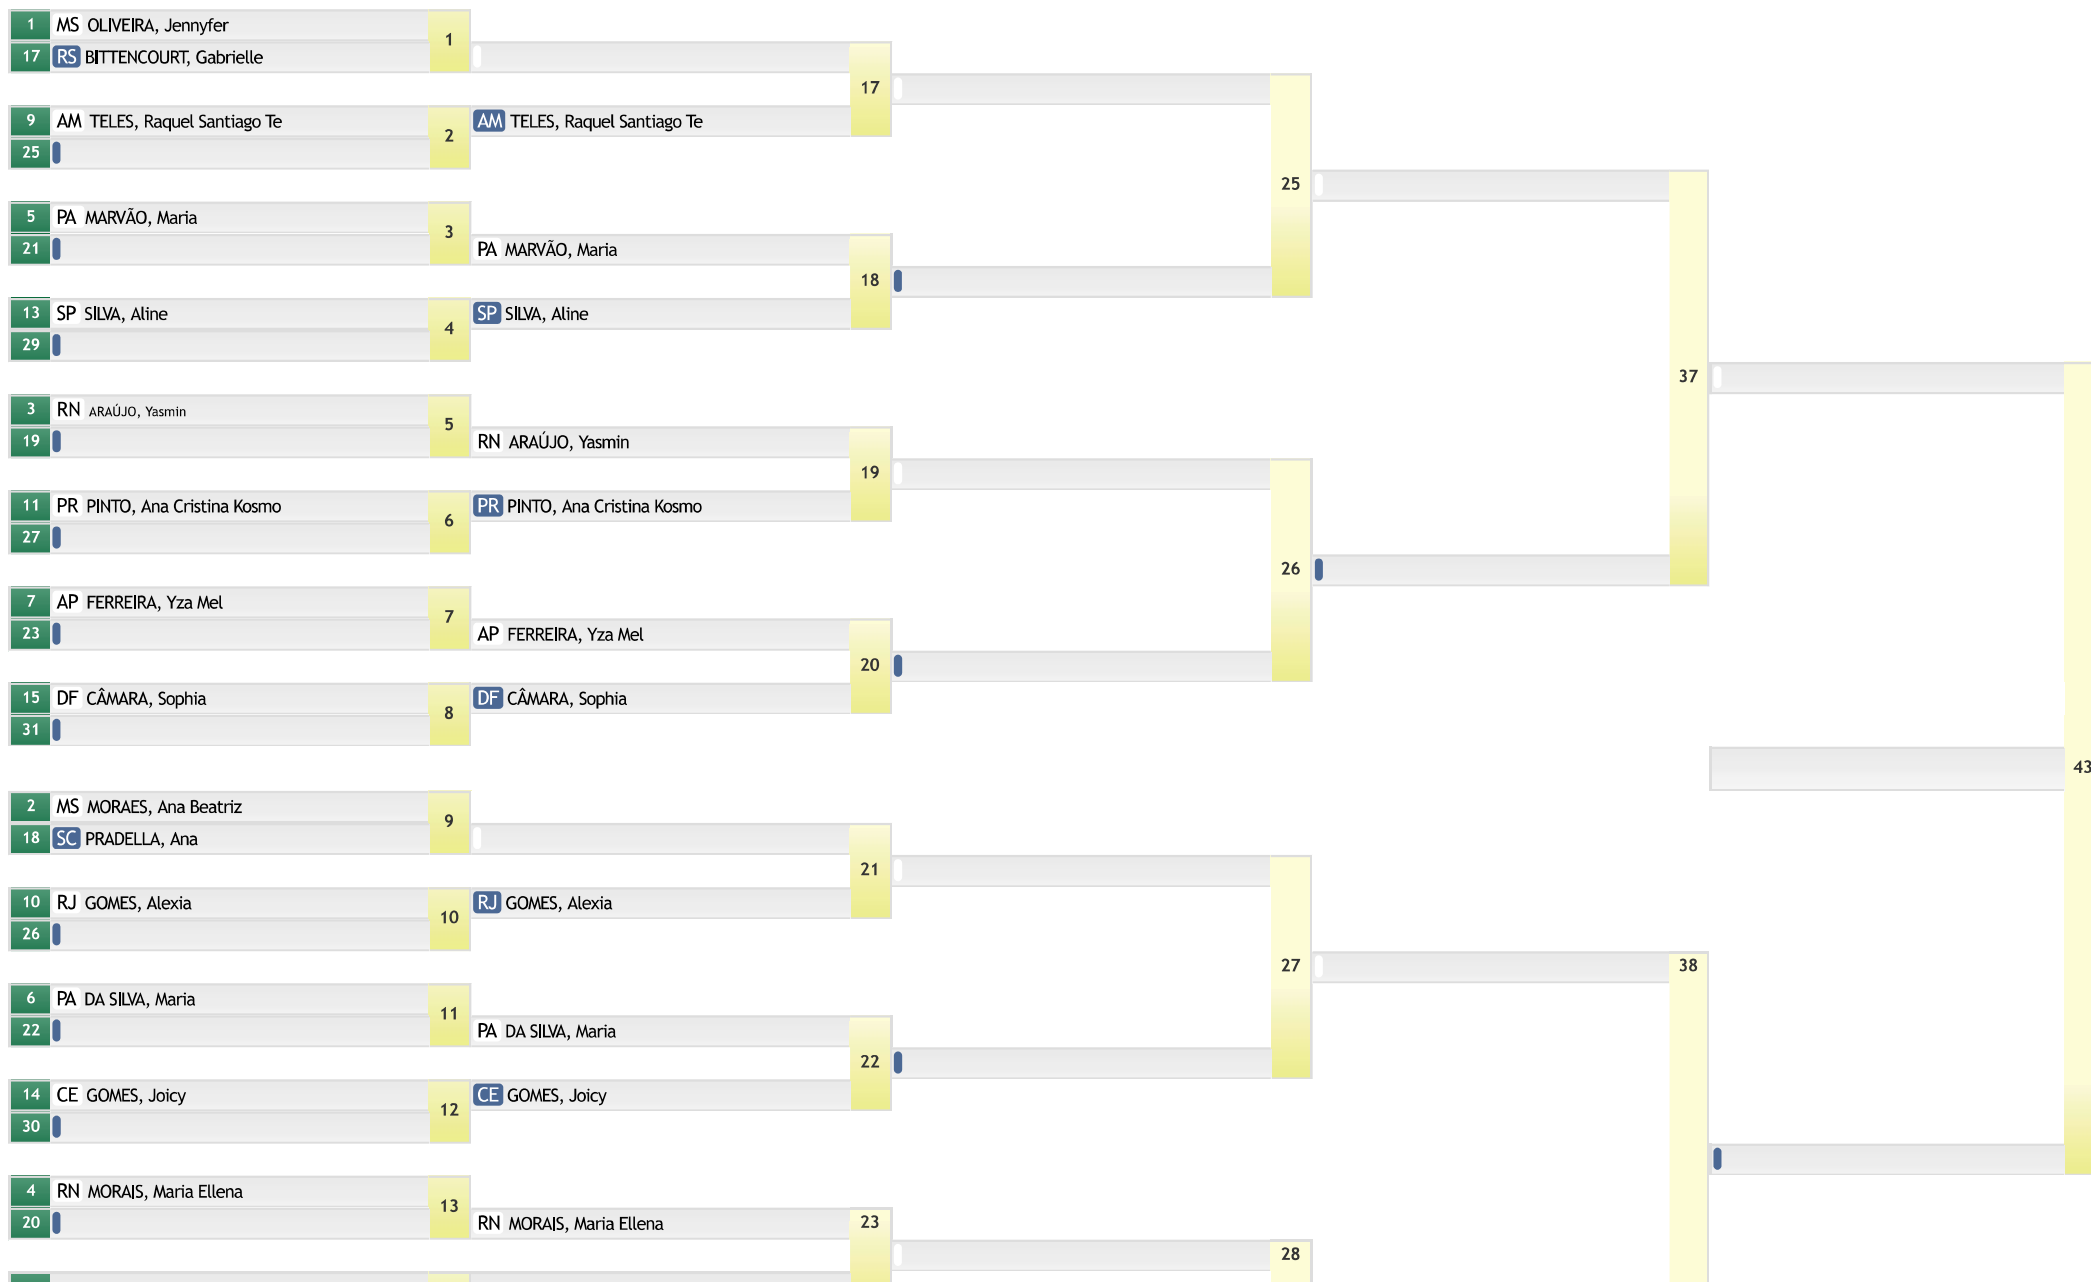 1 MS OLIVEIRA, Jennyfer
1
17 RS BITTENCOURT, Gabrielle
17
9 AM TELES, Raquel Santiago Te
2
AM TELES, Raquel Santiago Te
25
25
5 PA MARVÃO, Maria
3
21
PA MARVÃO, Maria
18
13 SP SILVA, Aline
4
SP SILVA, Aline
29
37
3 RN ARAÚJO, Yasmin
5
19
RN ARAÚJO, Yasmin
19
11 PR PINTO, Ana Cristina Kosmo
6
PR PINTO, Ana Cristina Kosmo
27
26
7 AP FERREIRA, Yza Mel
7
23
AP FERREIRA, Yza Mel
20
15 DF CÂMARA, Sophia
8
DF CÂMARA, Sophia
31
43
2 MS MORAES, Ana Beatriz
9
18 SC PRADELLA, Ana
21
10 RJ GOMES, Alexia
10
RJ GOMES, Alexia
26
27
38
6 PA DA SILVA, Maria
11
22
PA DA SILVA, Maria
22
14 CE GOMES, Joicy
12
CE GOMES, Joicy
30
4 RN MORAIS, Maria Ellena
13
20
RN MORAIS, Maria Ellena
23
28